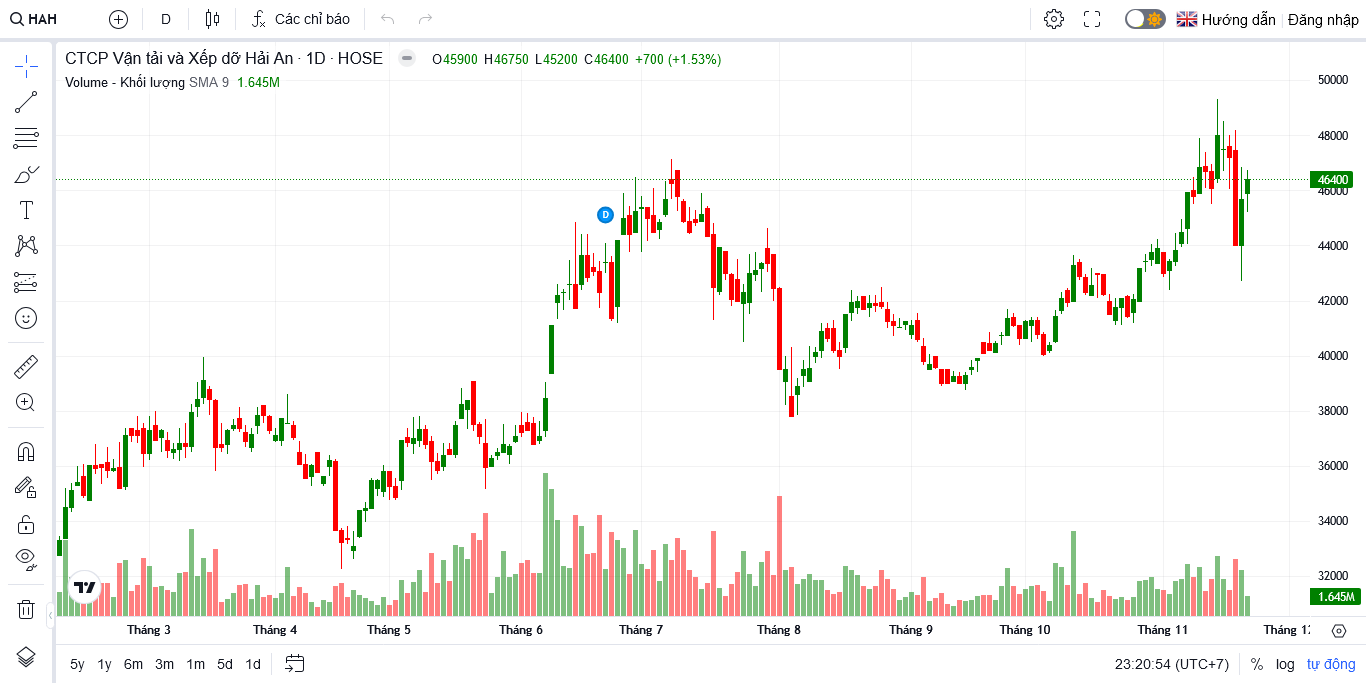 HAH D Các chỉ báo Hướng dẫn Đăng nhập
CTCP Vận tải và Xếp dỡ Hải An · 1D · HOSE O45900 H46750 L45200 C46400 +700 (+1.53%)
Volume - Khối lượng SMA 9 1.645M
50000
48000
46400
46000
D
44000
42000
40000
38000
36000
34000
32000
1.645M
Tháng 3 Tháng 4 Tháng 5 Tháng 6 Tháng 7 Tháng 8 Tháng 9 Tháng 10 Tháng 11 Tháng
5y 1y 6m 3m 1m 5d 1d 23:20:54 (UTC+7) % log tự động